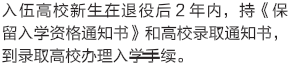 入伍高校新生在退役后2年内，持《保
留入学资格通知书》和高校录取通知书，
到录取高校办理入学手续。